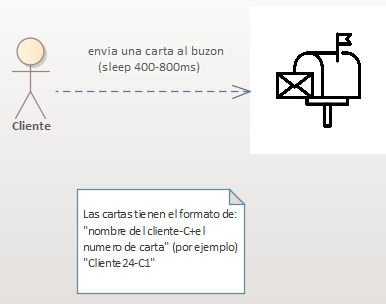 envia una carta al buzon
(sleep 400-800ms)
Cliente
Las cartas tienen el formato de:
"nombre del cliente-C+el
numero de carta" (por ejemplo)
"Cliente24-C1"